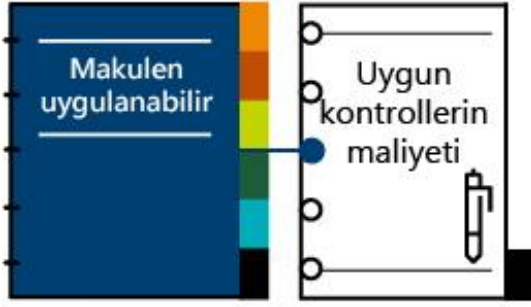 Makulen
uygulanabilir
Uygun
kontrollerin
maliyeti